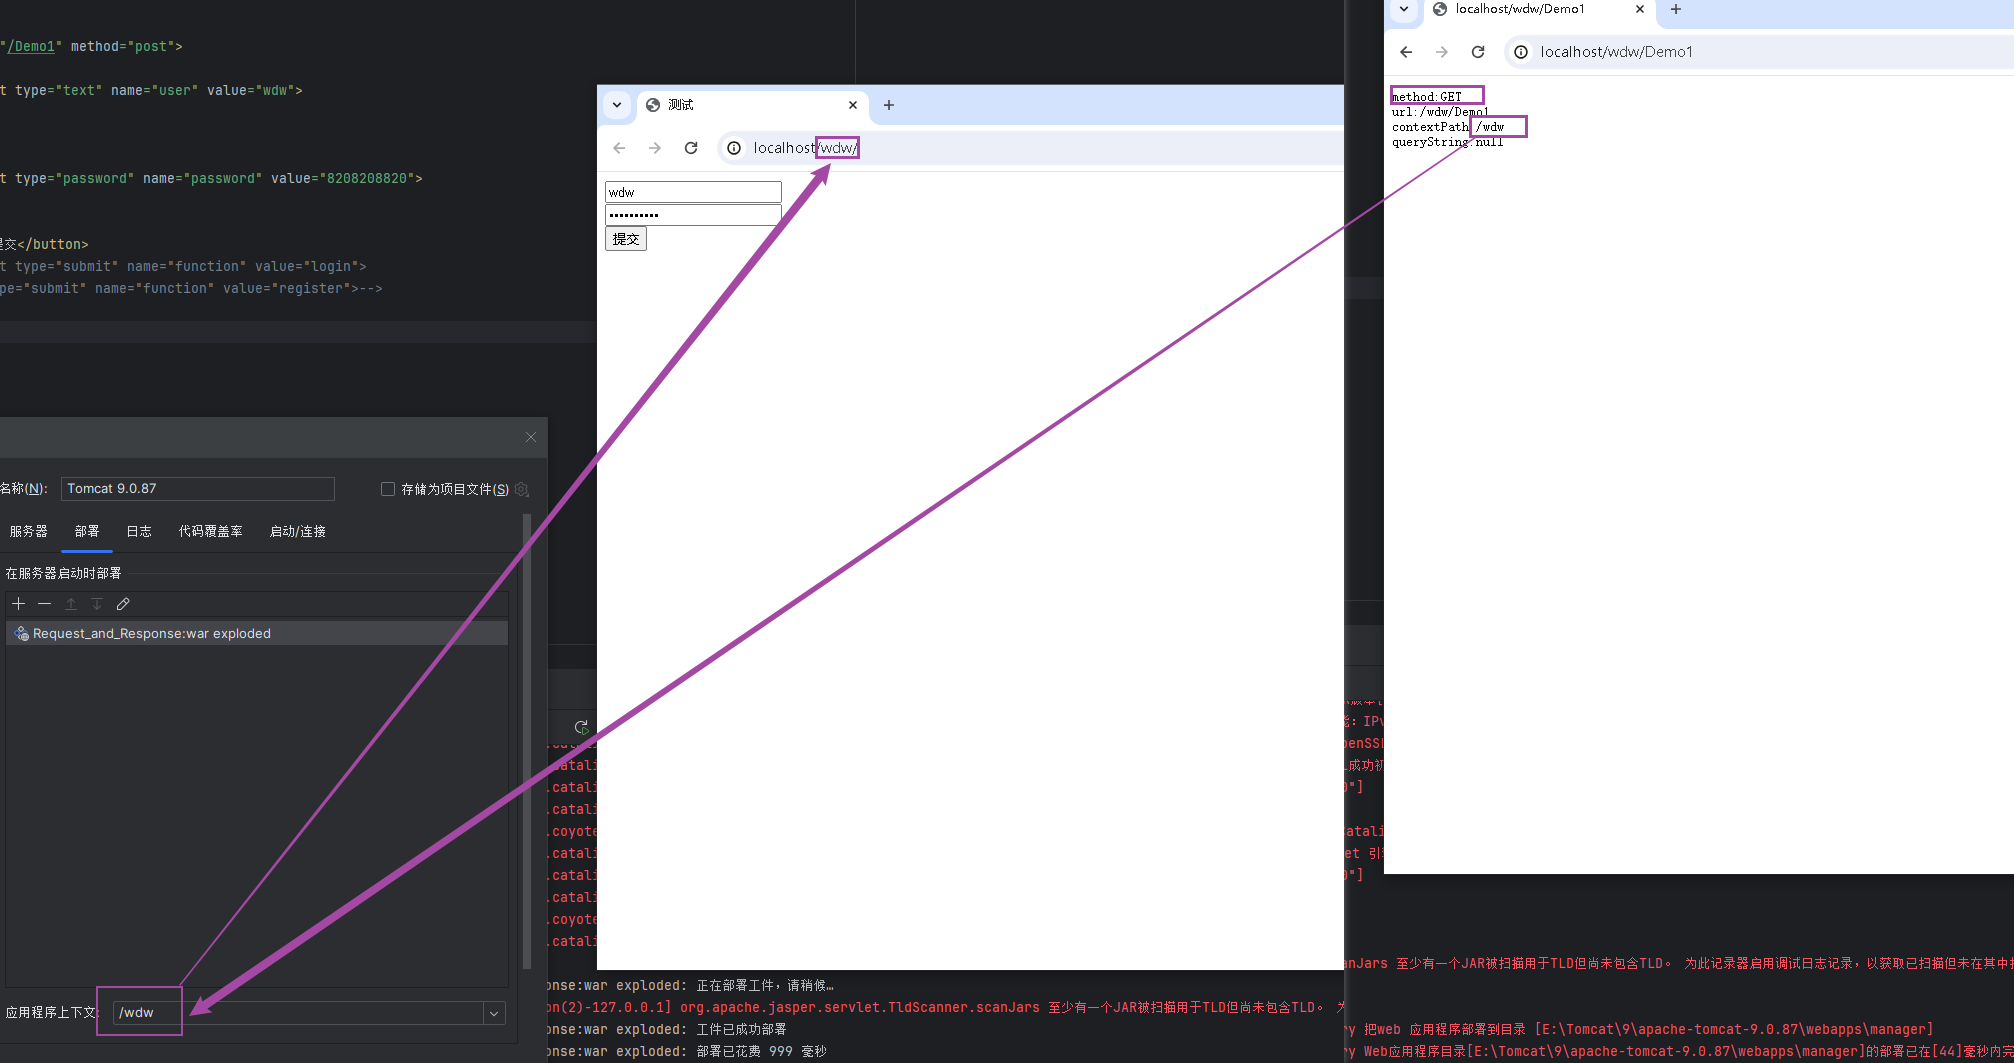 "/Demo1" method="post">
t type="text" name="user" value="wdw">
t type="password" name="password" value="8208208820">
提交</button>
t type="submit" name="function" value="login">
pe="submit" name="function" value="register">-->
名称(N): Tomcat 9.0.87
存储为项目文件(S)
服务器 部署 日志 代码覆盖率 启动/连接
在服务器启动时部署
Request_and_Response:war exploded
应用程序上下文: /wdw
测试
localhost/wdw/
wdw
••••••••••
提交
localhost/wdw/Demo1
localhost/wdw/Demo1
method:GET
url:/wdw/Demo1
contextPath:/wdw
queryString:null
.catali
.catali
.catali
.coyote
.catali
.catali
.catali
.coyote
.catali
能: IPv
penSSL
成功初
0"]
Catali
et 引
0"]
anJars 至少有一个JAR被扫描用于TLD但尚未包含TLD。 为此记录器启用调试日志记录，以获取已扫描但未在其中找
onse:war exploded: 正在部署工件，请稍候…
on(2)-127.0.0.1] org.apache.jasper.servlet.TldScanner.scanJars 至少有一个JAR被扫描用于TLD但尚未包含TLD。 为
onse:war exploded: 工件已成功部署
onse:war exploded: 部署已花费 999 毫秒
ry 把web 应用程序部署到目录 [E:\Tomcat\9\apache-tomcat-9.0.87\webapps\manager]
ry Web应用程序目录[E:\Tomcat\9\apache-tomcat-9.0.87\webapps\manager]的部署已在[44]毫秒内完